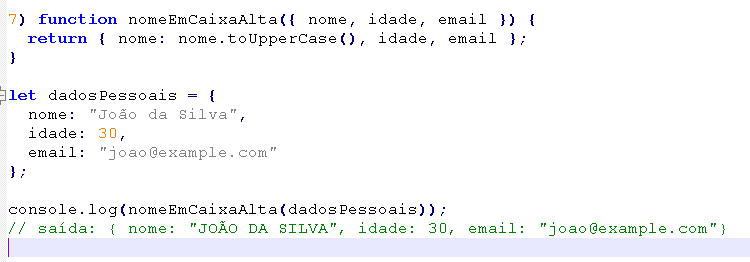 7) function nomeEmCaixaAlta({ nome, idade, email }) {
  return { nome: nome.toUpperCase(), idade, email };
}
let dadosPessoais = {
  nome: "João da Silva",
  idade: 30,
  email: "joao@example.com"
};
console.log(nomeEmCaixaAlta(dadosPessoais));
// saída: { nome: "JOÃO DA SILVA", idade: 30, email: "joao@example.com"}